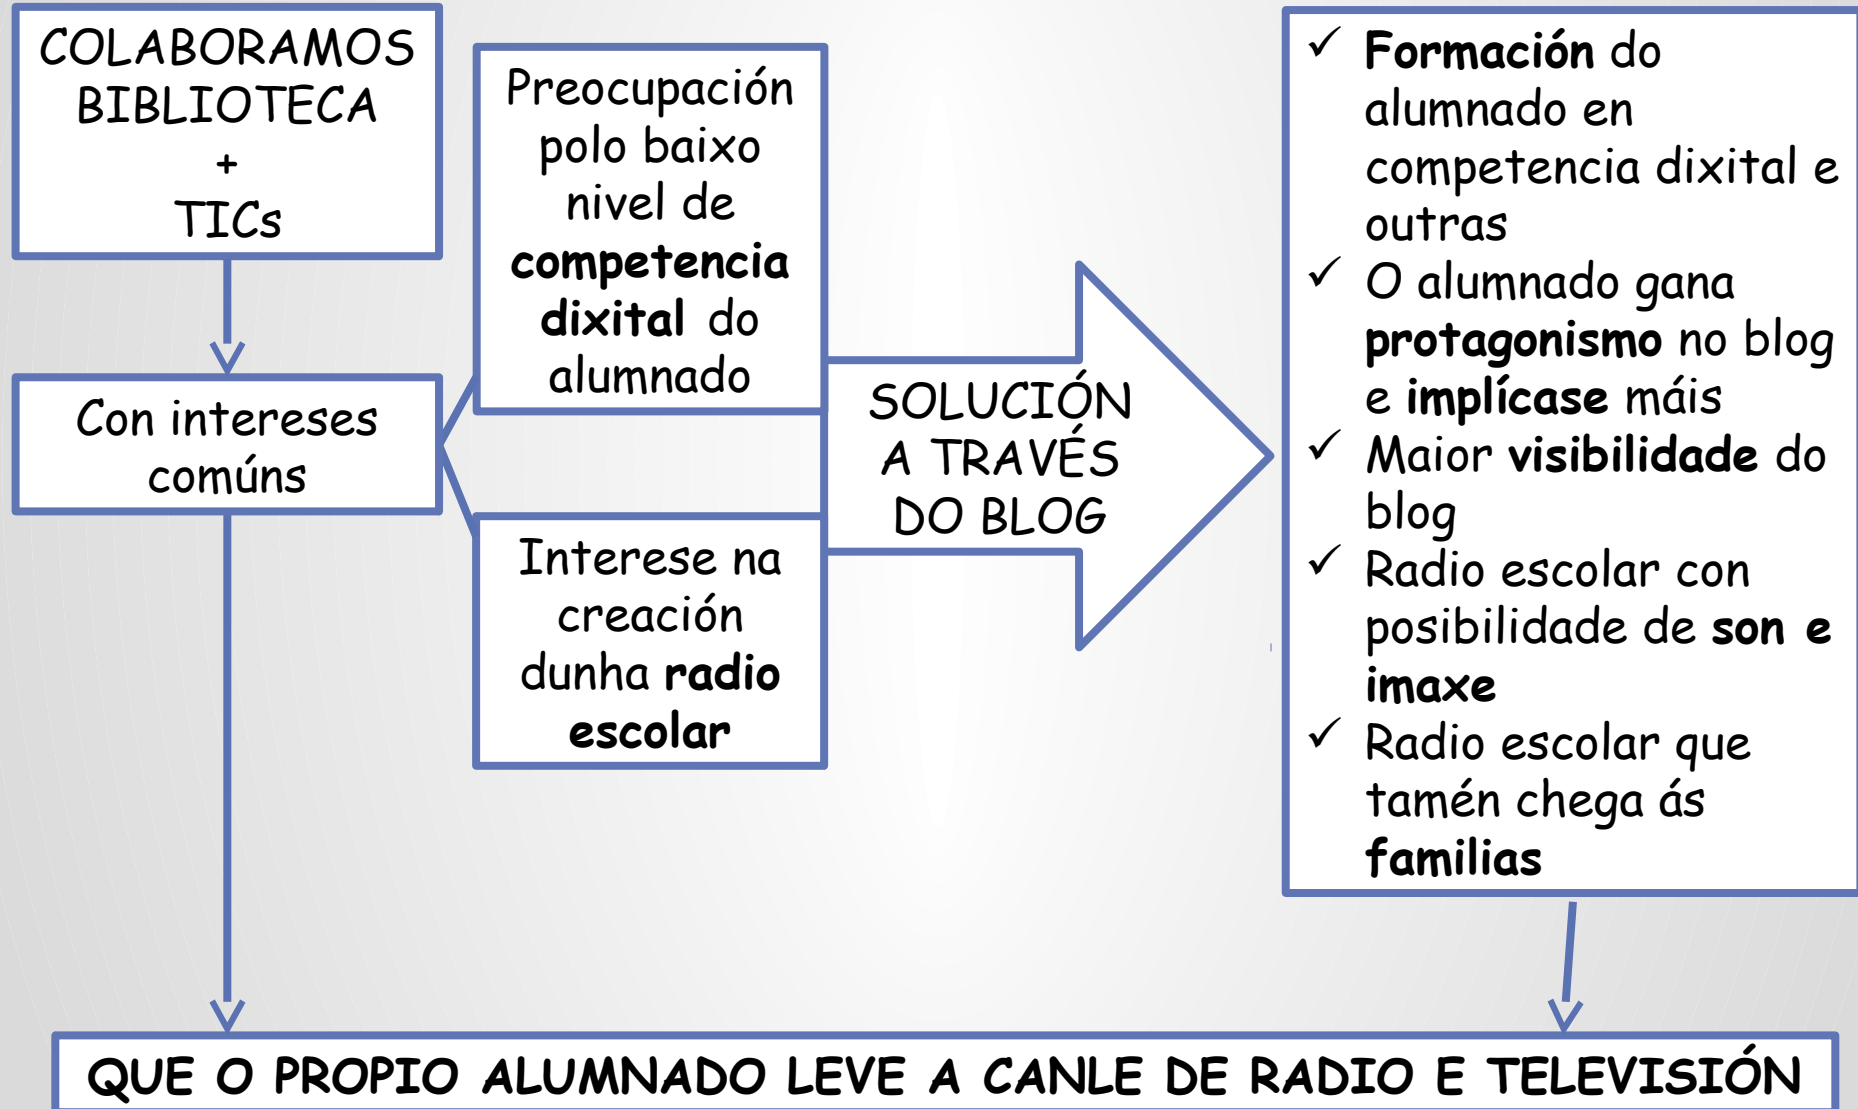 COLABORAMOS
BIBLIOTECA
+
TICs
Con intereses
comúns
Preocupación
polo baixo
nivel de
competencia
dixital do
alumnado
Interese na
creación
dunha radio
escolar
SOLUCIÓN
A TRAVÉS
DO BLOG
✓ Formación do
alumnado en
competencia dixital e
outras
✓ O alumnado gana
protagonismo no blog
e implícase máis
✓ Maior visibilidade do
blog
✓ Radio escolar con
posibilidade de son e
imaxe
✓ Radio escolar que
tamén chega ás
familias
QUE O PROPIO ALUMNADO LEVE A CANLE DE RADIO E TELEVISIÓN